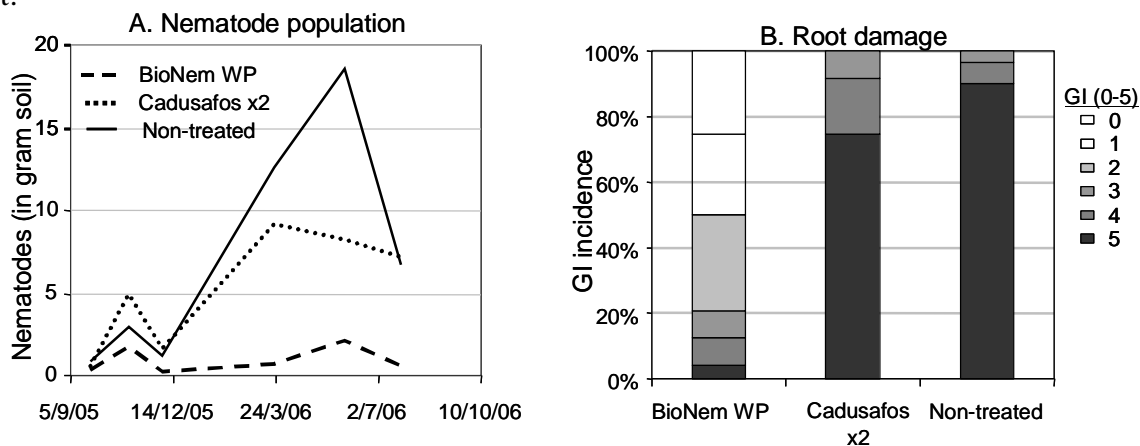 t.
A. Nematode population
Nematodes (in gram soil)
20
15
10
5
0
BioNem WP
Cadusafos x2
Non-treated
5/9/05 14/12/05 24/3/06 2/7/06 10/10/06
B. Root damage
GI incidence
100%
80%
60%
40%
20%
0%
BioNem WP Cadusafos x2 Non-treated
GI (0-5)
0
1
2
3
4
5